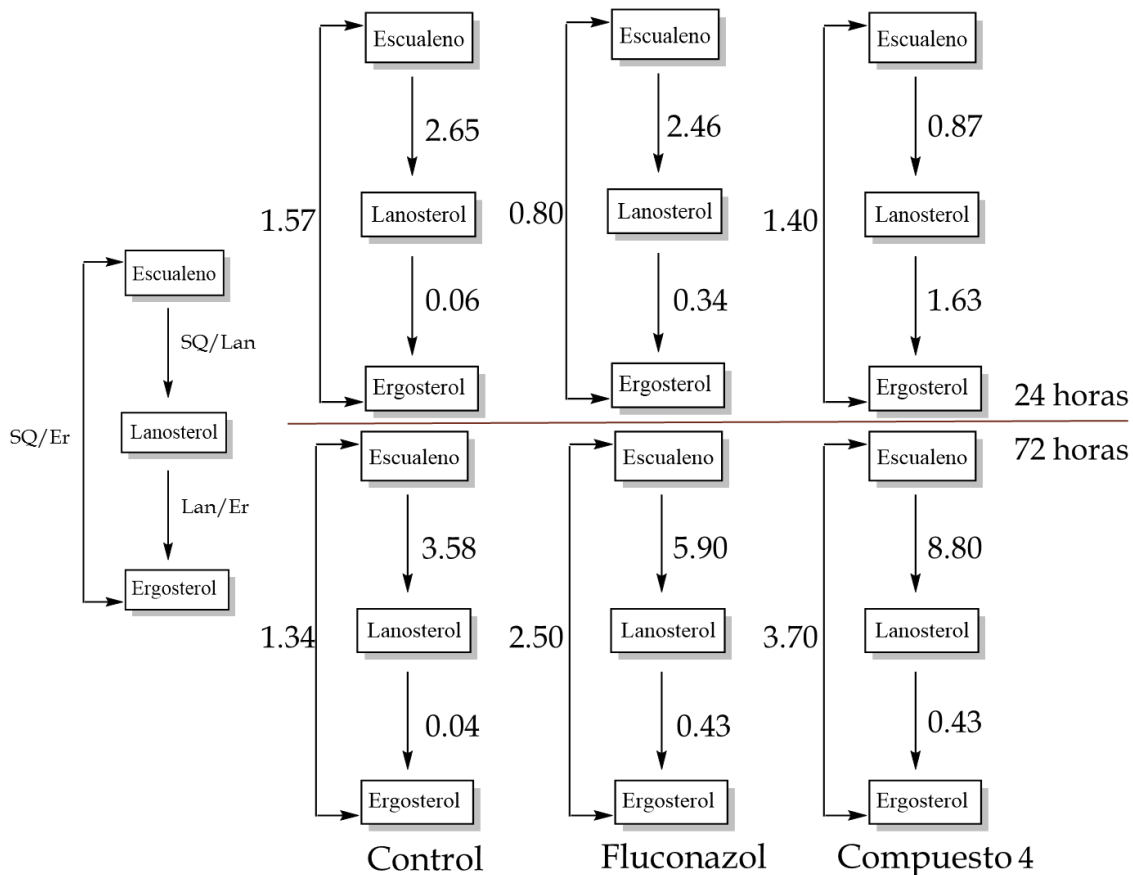 Escualeno
SQ/Lan
SQ/Er
Lanosterol
Lan/Er
Ergosterol
Escualeno
2.65
1.57
Lanosterol
0.06
Ergosterol
Escualeno
2.46
0.80
Lanosterol
0.34
Ergosterol
Escualeno
0.87
1.40
Lanosterol
1.63
Ergosterol
24 horas
72 horas
Escualeno
3.58
1.34
Lanosterol
0.04
Ergosterol
Control
Escualeno
5.90
2.50
Lanosterol
0.43
Ergosterol
Fluconazol
Escualeno
8.80
3.70
Lanosterol
0.43
Ergosterol
Compuesto 4